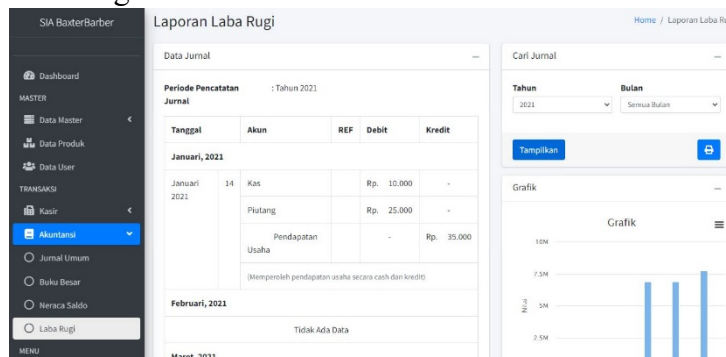 SIA BaxterBarber
Dashboard
MASTER
Data Master
Data Produk
Data User
TRANSAKSI
Kasir
Akuntansi
Jurnal Umum
Buku Besar
Neraca Saldo
Laba Rugi
MENU
Laporan Laba Rugi
Home / Laporan Laba
Data Jurnal
Periode Pencatatan Jurnal : Tahun 2021
Tanggal Akun REF Debit Kredit
Januari, 2021
Januari 2021 14 Kas Rp. 10.000 -
Piutang Rp. 25.000 -
Pendapatan Usaha - Rp. 35.000
(Memperoleh pendapatan usaha secara cash dan kredit)
Februari, 2021
Tidak Ada Data
Maret, 2021
Cari Jurnal
Tahun Bulan
2021 Semua Bulan
Tampilkan
Grafik
Grafik
10M
7.5M
5M
2.5M
Nilai